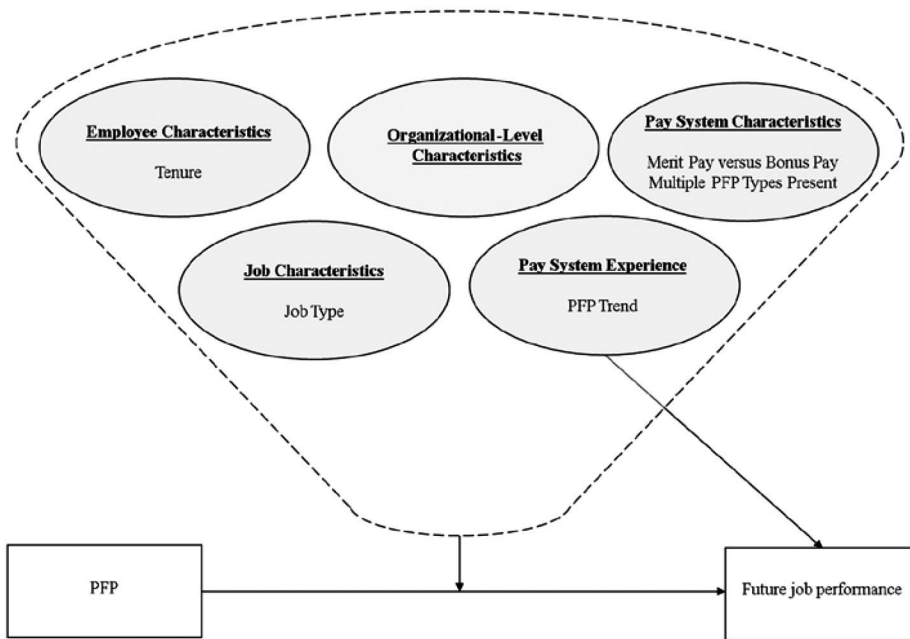 Employee Characteristics
Tenure
Organizational-Level
Characteristics
Pay System Characteristics
Merit Pay versus Bonus Pay
Multiple PFP Types Present
Job Characteristics
Job Type
Pay System Experience
PFP Trend
PFP
Future job performance